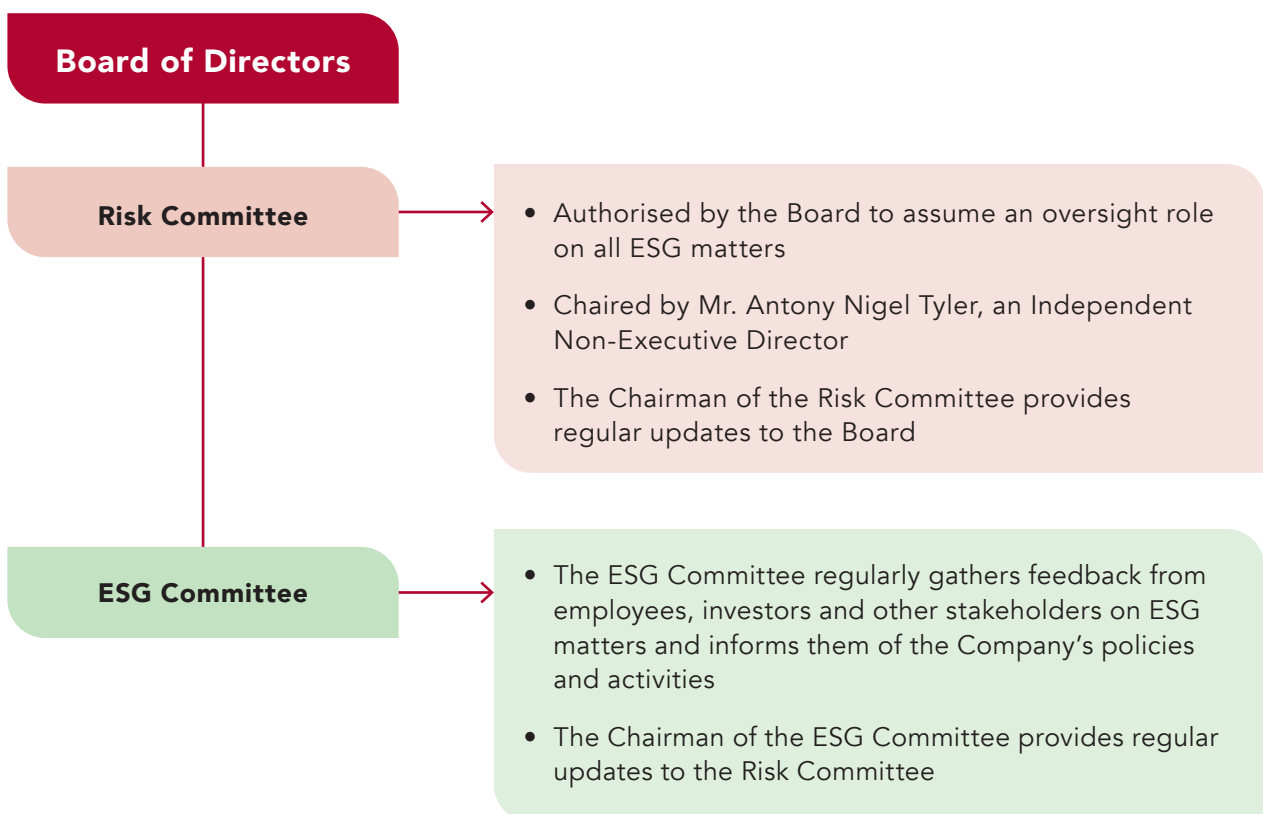 Board of Directors
Risk Committee
• Authorised by the Board to assume an oversight role
on all ESG matters
• Chaired by Mr. Antony Nigel Tyler, an Independent
Non-Executive Director
• The Chairman of the Risk Committee provides
regular updates to the Board
ESG Committee
• The ESG Committee regularly gathers feedback from
employees, investors and other stakeholders on ESG
matters and informs them of the Company’s policies
and activities
• The Chairman of the ESG Committee provides regular
updates to the Risk Committee